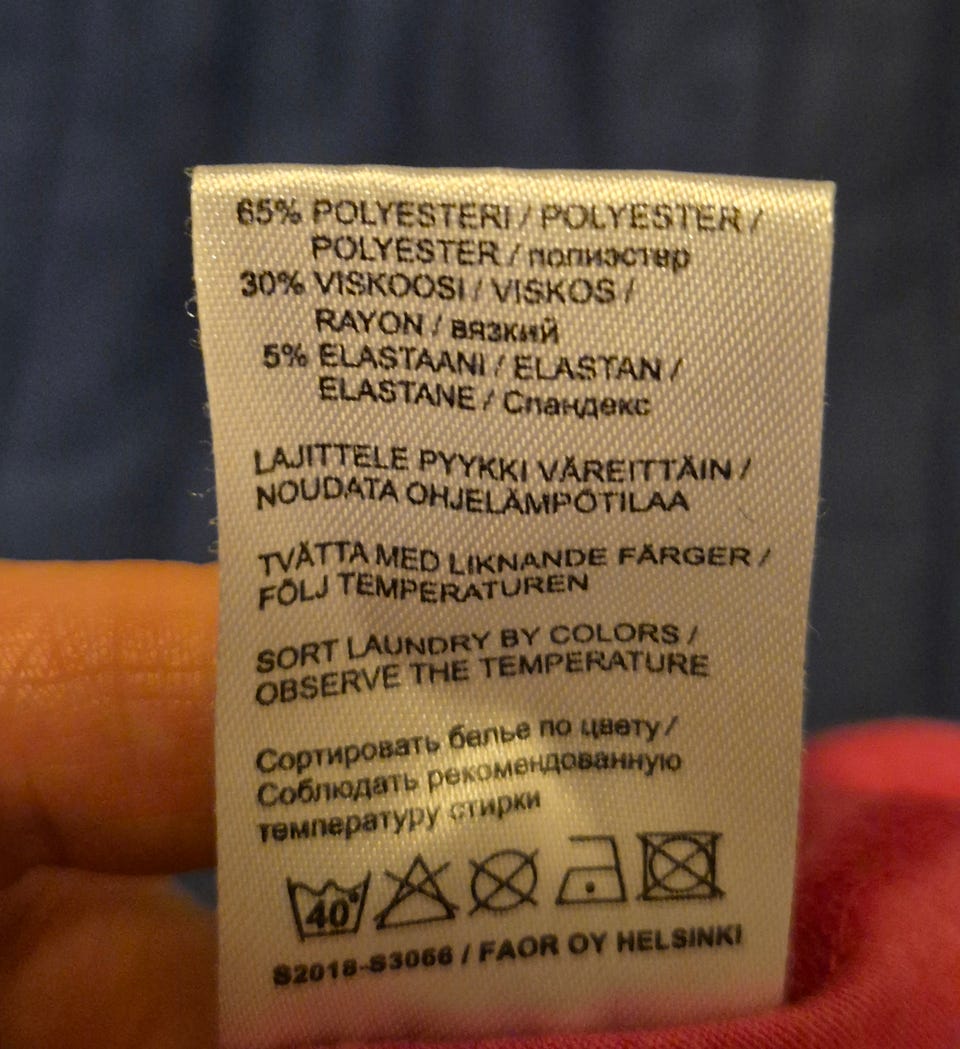 65% POLYESTERI / POLYESTER /
POLYESTER / полиэстер
30% VISKOOSI / VISKOS /
RAYON / вязкий
5% ELASTAANI / ELASTAN /
ELASTANE / Спандекс
LAJITTELE PYYKKI VÄREITTÄIN /
NOUDATA OHJELÄMPÖTILAA
TVÄTTA MED LIKNANDE FÄRGER /
FÖLJ TEMPERATUREN
SORT LAUNDRY BY COLORS /
OBSERVE THE TEMPERATURE
Сортировать белье по цвету /
Соблюдать рекомендованную
температуру стирки
40°
S2018-S3066 / FAOR OY HELSINKI